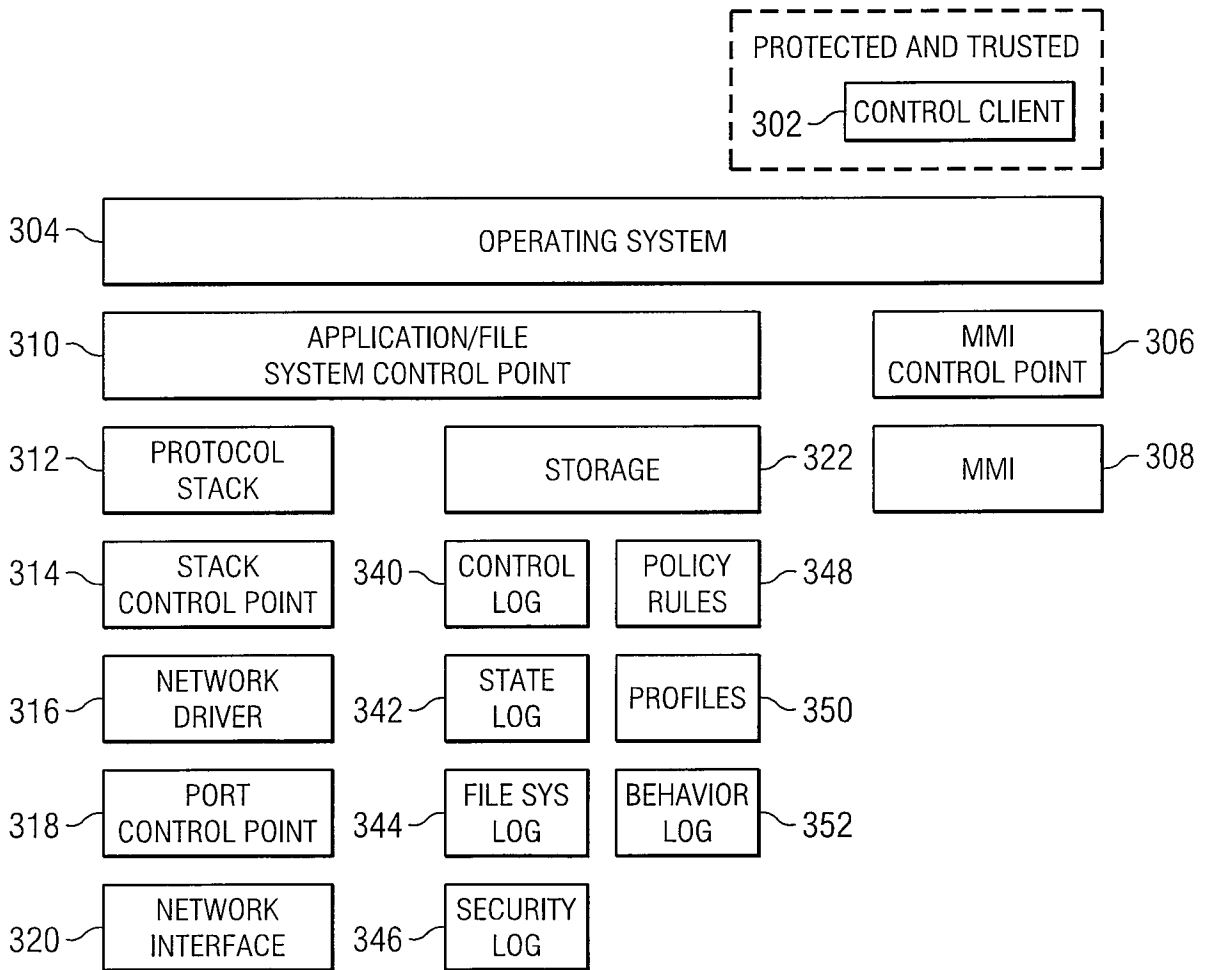 PROTECTED AND TRUSTED
302 CONTROL CLIENT
304 OPERATING SYSTEM
310 APPLICATION/FILE
SYSTEM CONTROL POINT
MMI
CONTROL POINT 306
312 PROTOCOL
STACK
STORAGE 322
MMI 308
314 STACK
CONTROL POINT
340 CONTROL
LOG
POLICY
RULES 348
316 NETWORK
DRIVER
342 STATE
LOG
PROFILES 350
318 PORT
CONTROL POINT
344 FILE SYS
LOG
BEHAVIOR
LOG 352
320 NETWORK
INTERFACE
346 SECURITY
LOG